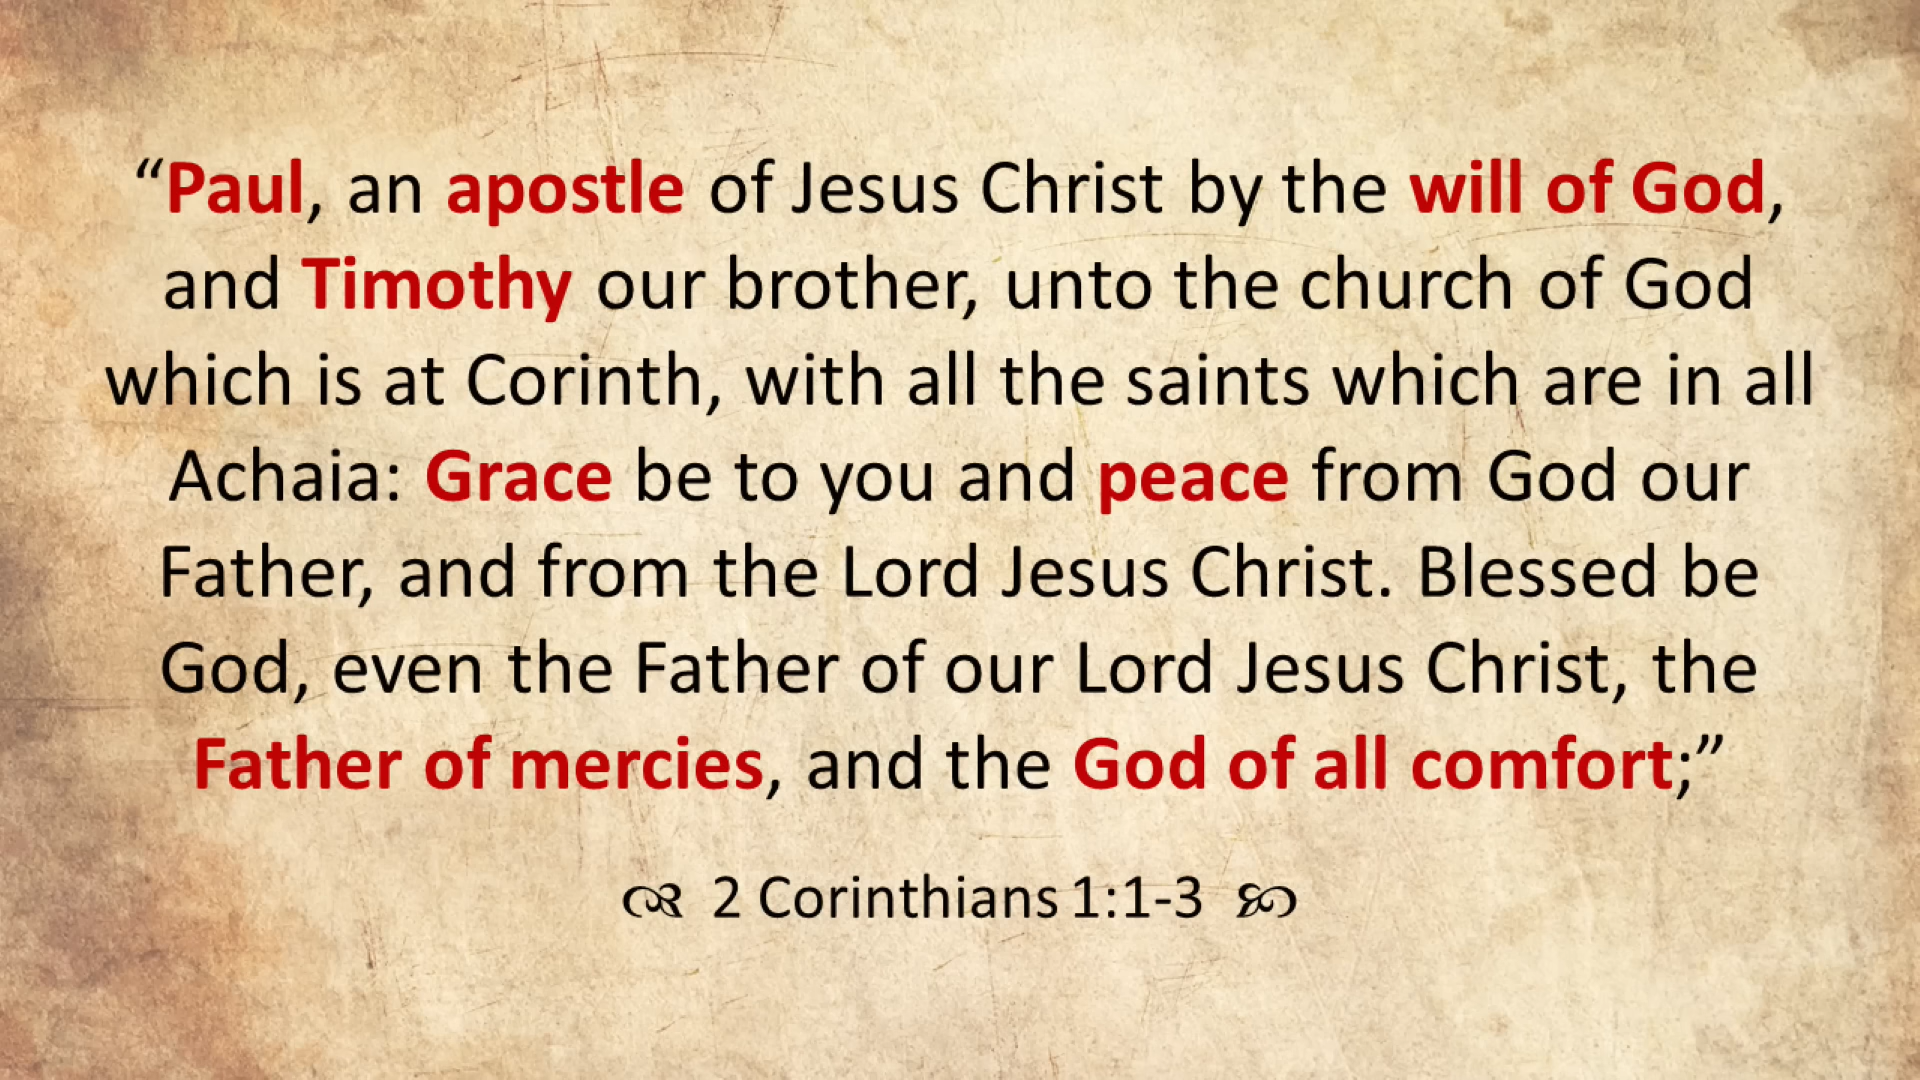 “Paul, an apostle of Jesus Christ by the will of God,
and Timothy our brother, unto the church of God
which is at Corinth, with all the saints which are in all
Achaia: Grace be to you and peace from God our
Father, and from the Lord Jesus Christ. Blessed be
God, even the Father of our Lord Jesus Christ, the
Father of mercies, and the God of all comfort;”
2 Corinthians 1:1-3